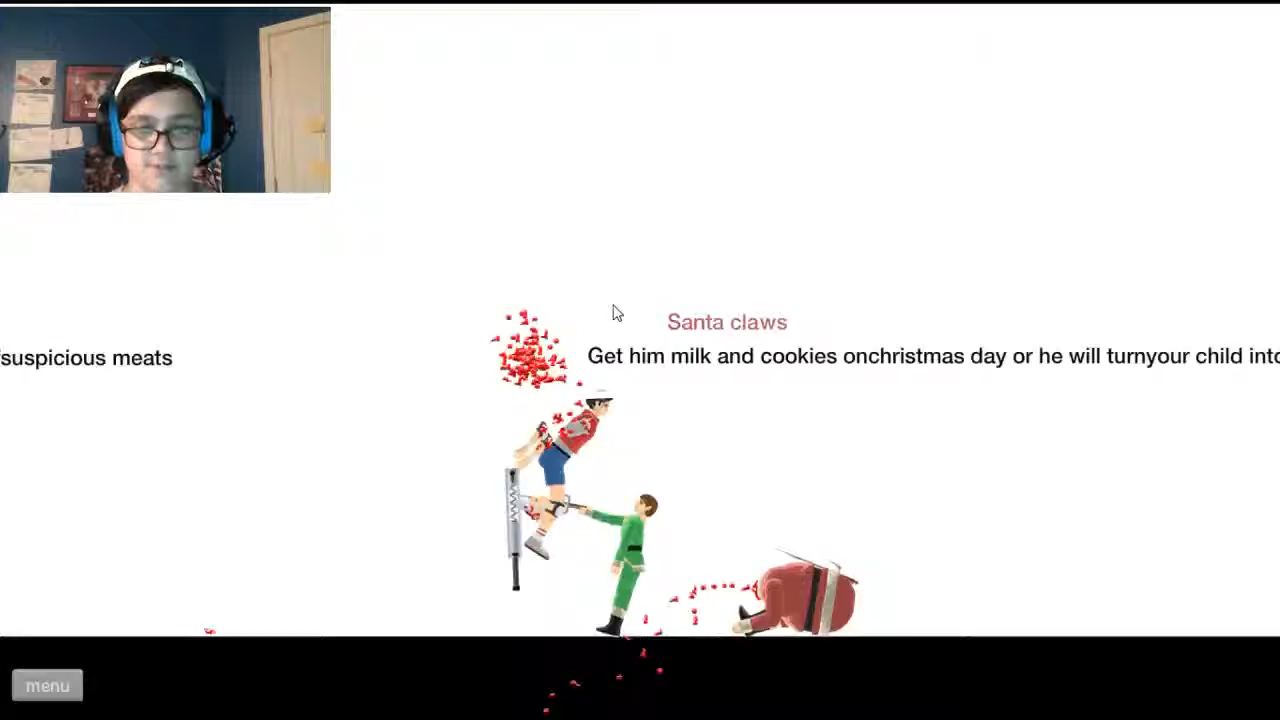 Santa claws
suspicious meats
Get him milk and cookies onchristmas day or he will turnyour child into
menu